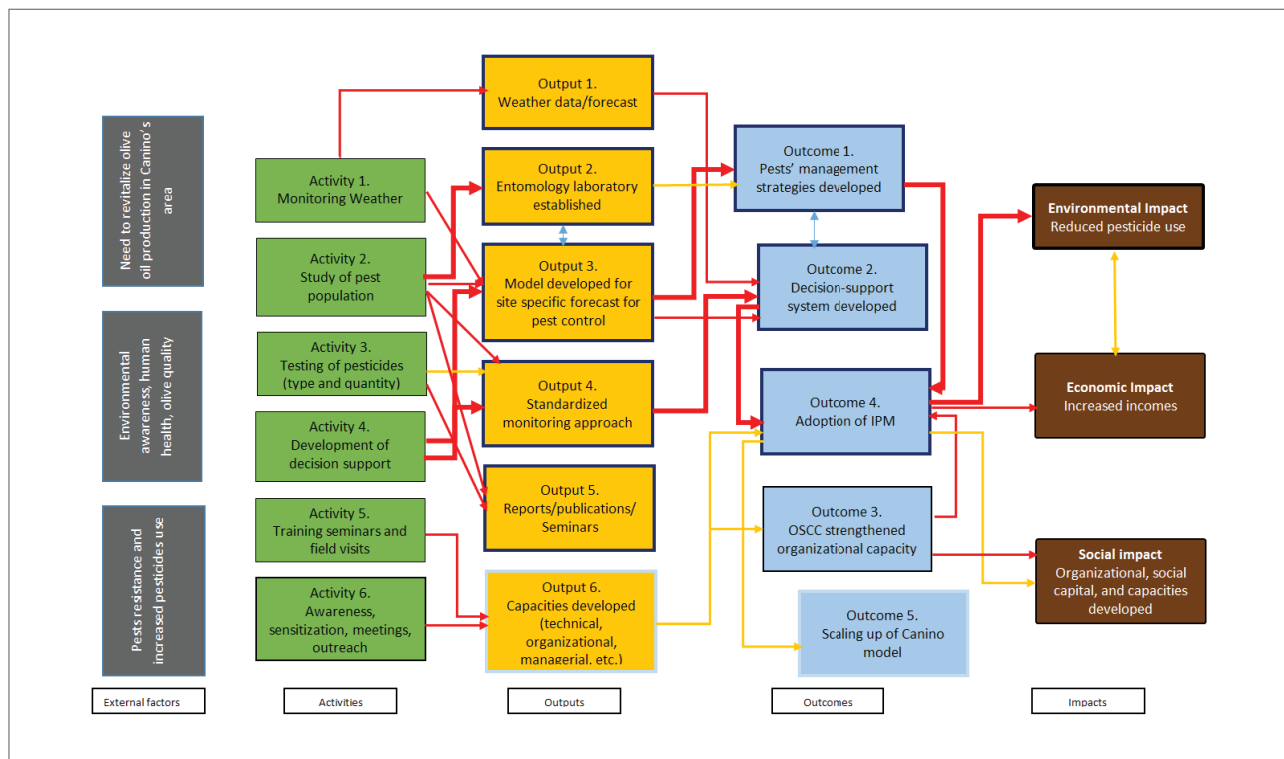 Need to revitalize olive
oil production in Canino's
area
Environmental
awareness, human
health, olive quality
Pests resistance and
increased pesticides use
External factors
Activity 1.
Monitoring Weather
Activity 2.
Study of pest
population
Activity 3.
Testing of pesticides
(type and quantity)
Activity 4.
Development of
decision support
Activity 5.
Training seminars and
field visits
Activity 6.
Awareness,
sensitization, meetings,
outreach
Activities
Output 1.
Weather data/forecast
Output 2.
Entomology laboratory
established
Output 3.
Model developed for
site specific forecast for
pest control
Output 4.
Standardized
monitoring approach
Output 5.
Reports/publications/
Seminars
Output 6.
Capacities developed
(technical,
organizational,
managerial, etc.)
Outputs
Outcome 1.
Pests' management
strategies developed
Outcome 2.
Decision-support
system developed
Outcome 4.
Adoption of IPM
Outcome 3.
OSCC strengthened
organizational capacity
Outcome 5.
Scaling up of Canino
model
Outcomes
Environmental Impact
Reduced pesticide use
Economic Impact
Increased incomes
Social impact
Organizational, social
capital, and capacities
developed
Impacts